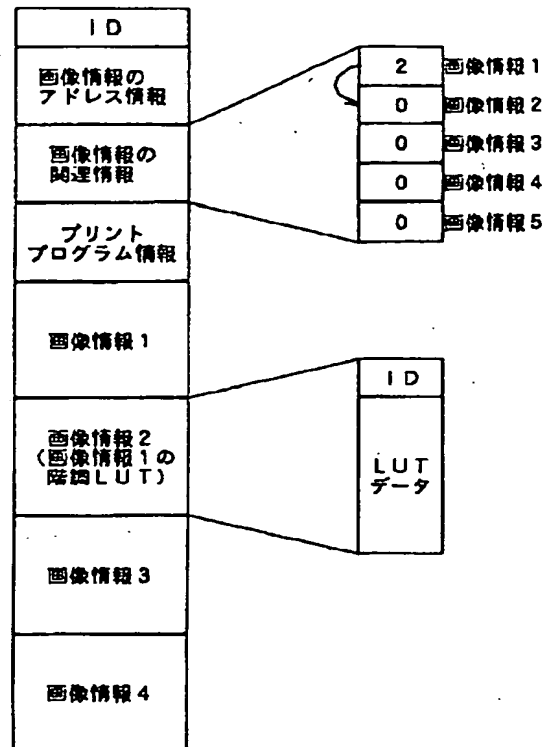 ID
画像情報の
アドレス情報
画像情報の
関連情報
プリント
プログラム情報
画像情報1
画像情報2
(画像情報1の
階調LUT)
画像情報3
画像情報4
2 画像情報1
0 画像情報2
0 画像情報3
0 画像情報4
0 画像情報5
ID
LUT
データ